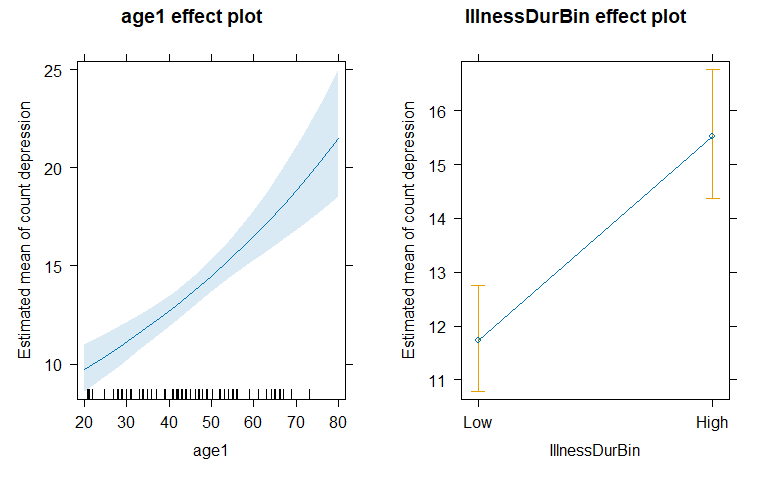 age1 effect plot
Estimated mean of count depression
25
20
15
10
20 30 40 50 60 70 80
age1
IllnessDurBin effect plot
Estimated mean of count depression
16
15
14
13
12
11
Low High
IllnessDurBin